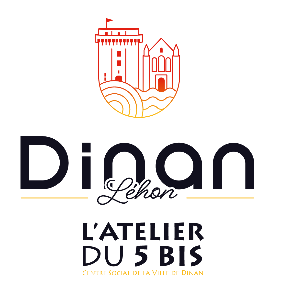 Dinan
Léhon
L'ATELIER
DU 5 BIS
CENTRE SOCIAL DE LA VILLE DE DINAN